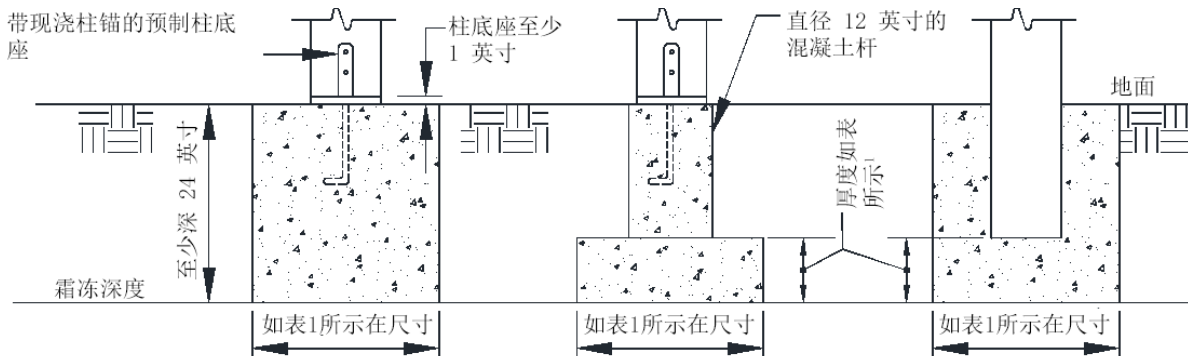 带现浇柱锚的预制柱底
座
柱底座至少
1 英寸
直径 12 英寸的
混凝土杆
地面
至少深 24 英寸
厚度如表
所示¹
霜冻深度
如表1所示在尺寸
如表1所示在尺寸
如表1所示在尺寸